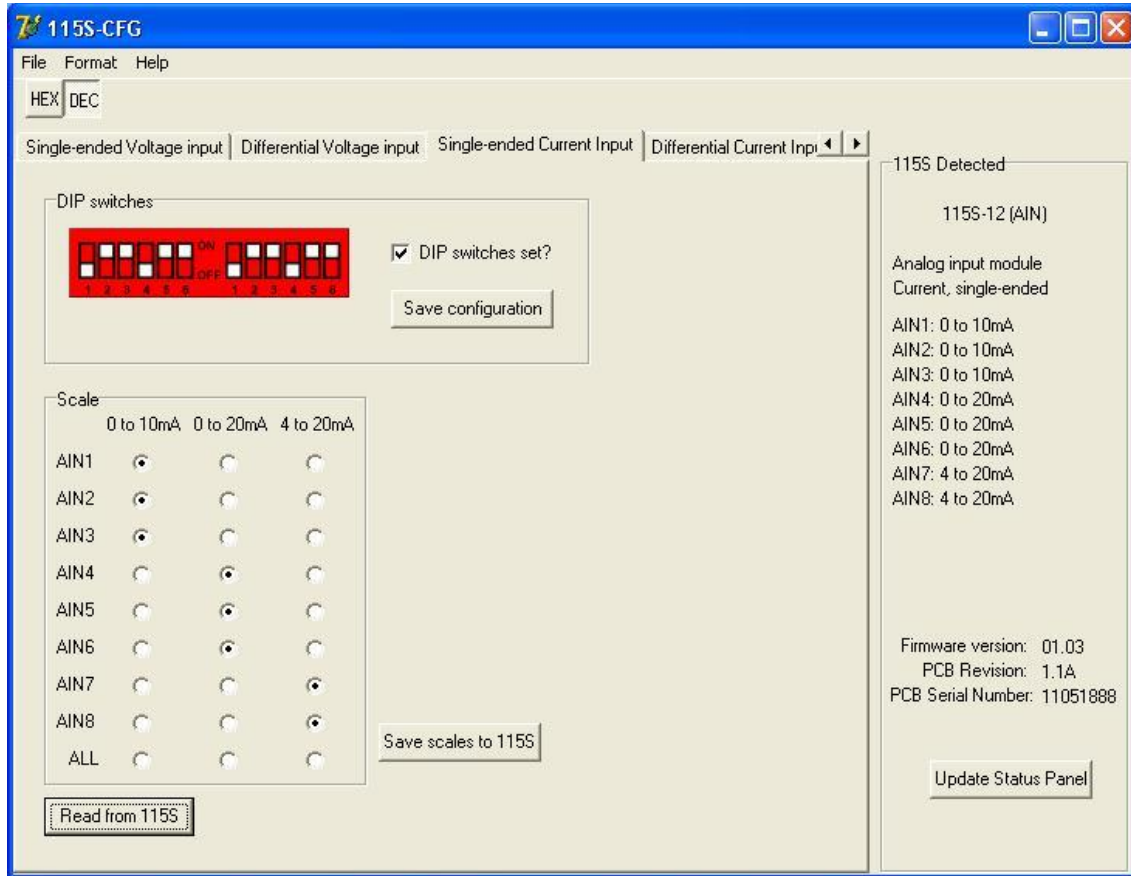 115S-CFG
File Format Help
HEX DEC
Single-ended Voltage input Differential Voltage input Single-ended Current Input Differential Current Inp
DIP switches
ON
OFF
1 2 3 4 5 6 1 2 3 4 5 6
DIP switches set?
Save configuration
Scale
0 to 10mA 0 to 20mA 4 to 20mA
AIN1
AIN2
AIN3
AIN4
AIN5
AIN6
AIN7
AIN8
ALL
Save scales to 115S
Read from 115S
115S Detected
115S-12 (AIN)
Analog input module
Current, single-ended
AIN1: 0 to 10mA
AIN2: 0 to 10mA
AIN3: 0 to 10mA
AIN4: 0 to 20mA
AIN5: 0 to 20mA
AIN6: 0 to 20mA
AIN7: 4 to 20mA
AIN8: 4 to 20mA
Firmware version: 01.03
PCB Revision: 1.1A
PCB Serial Number: 11051888
Update Status Panel